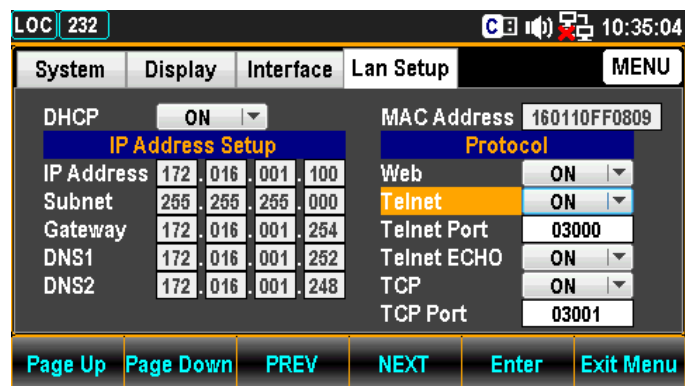 LOC 232 C 10:35:04
System Display Interface Lan Setup MENU
DHCP ON
IP Address Setup
IP Address 172 . 016 . 001 . 100
Subnet 255 . 255 . 255 . 000
Gateway 172 . 016 . 001 . 254
DNS1 172 . 016 . 001 . 252
DNS2 172 . 016 . 001 . 248
MAC Address 160110FF0809
Protocol
Web ON
Telnet ON
Telnet Port 03000
Telnet ECHO ON
TCP ON
TCP Port 03001
Page Up Page Down PREV NEXT Enter Exit Menu